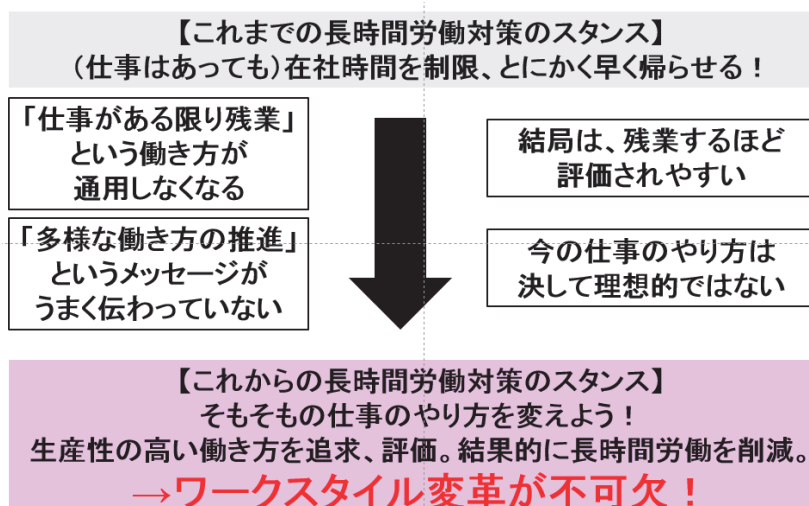 【これまでの長時間労働対策のスタンス】
（仕事はあっても）在社時間を制限、とにかく早く帰らせる！
「仕事がある限り残業」
という働き方が
通用しなくなる
結局は、残業するほど
評価されやすい
「多様な働き方の推進」
というメッセージが
うまく伝わっていない
今の仕事のやり方は
決して理想的ではない
【これからの長時間労働対策のスタンス】
そもそもの仕事のやり方を変えよう！
生産性の高い働き方を追求、評価。結果的に長時間労働を削減。
→ワークスタイル変革が不可欠！